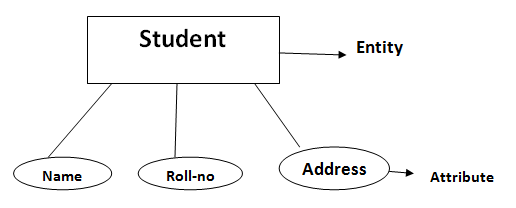 Student
Entity
Name
Roll-no
Address
Attribute